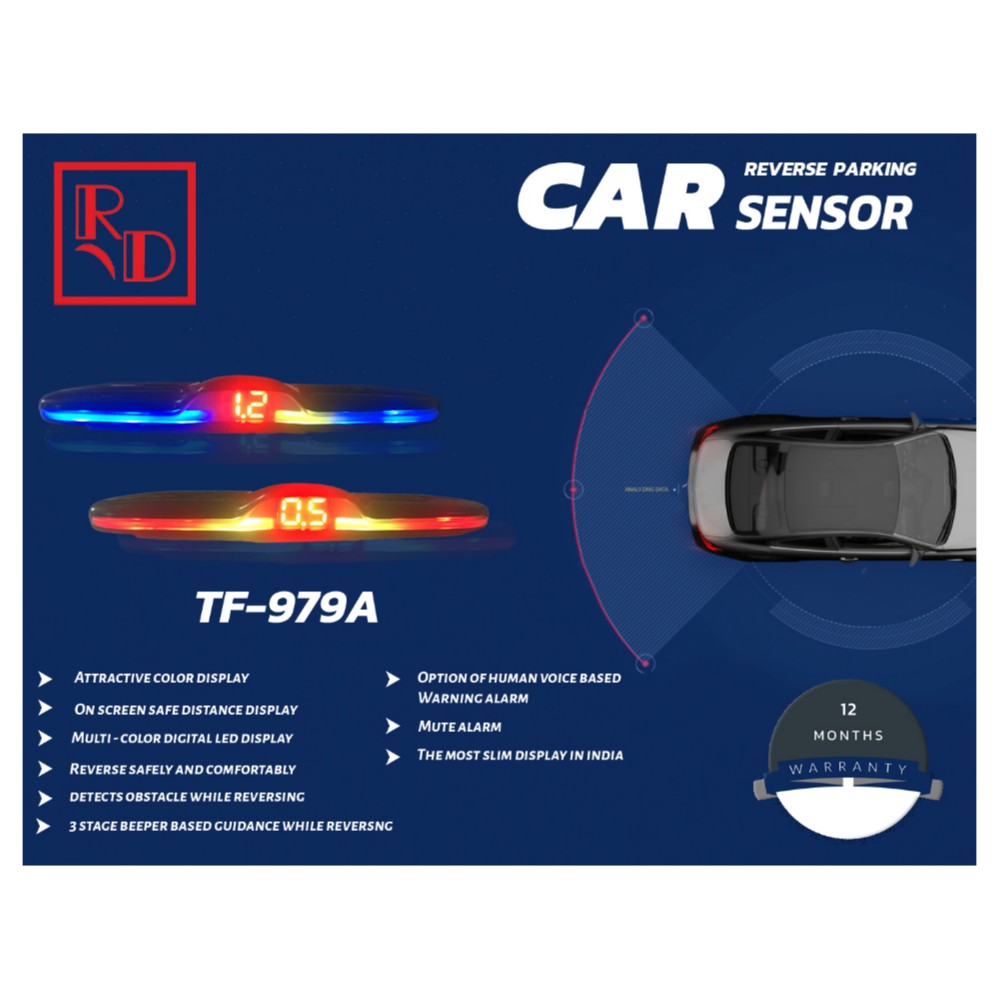 RD
CAR
REVERSE PARKING
SENSOR
1.2
0.5
ANALYZING DATA
TF-979A
ATTRACTIVE COLOR DISPLAY
ON SCREEN SAFE DISTANCE DISPLAY
MULTI - COLOR DIGITAL LED DISPLAY
REVERSE SAFELY AND COMFORTABLY
DETECTS OBSTACLE WHILE REVERSING
3 STAGE BEEPER BASED GUIDANCE WHILE REVERSNG
OPTION OF HUMAN VOICE BASED
WARNING ALARM
MUTE ALARM
THE MOST SLIM DISPLAY IN INDIA
12
MONTHS
WARRANTY